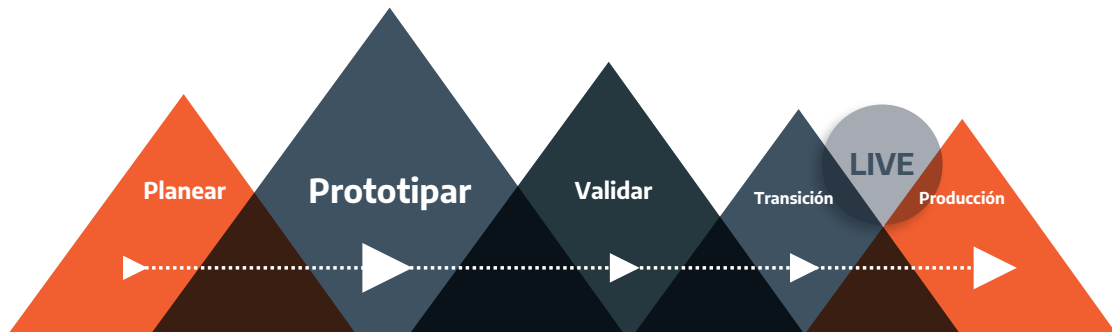 Planear
Prototipar
Validar
Transición
LIVE
Producción